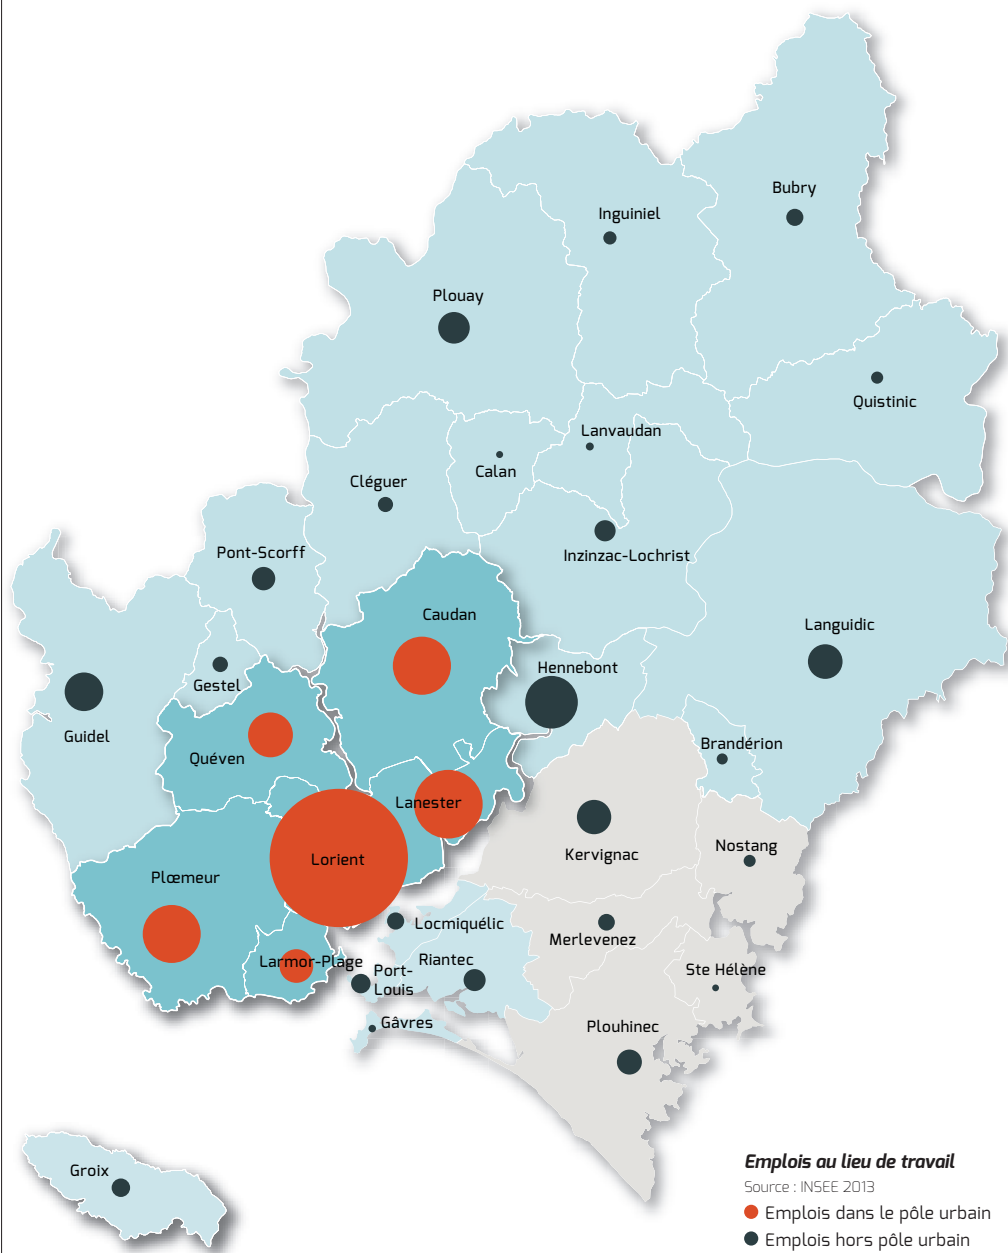 Bubry
Inguiniel
Plouay
Quistinic
Lanvaudan
Calan
Cléguer
Pont-Scorff
Inzinzac-Lochrist
Caudan
Languidic
Hennebont
Gestel
Guidel
Quéven
Brandérion
Lanester
Kervignac
Nostang
Lorient
Plœmeur
Locmiquélic
Merlevenez
Larmor-Plage
Riantec
Port-
Louis
Ste Hélène
Gâvres
Plouhinec
Groix
Emplois au lieu de travail
Source : INSEE 2013
Emplois dans le pôle urbain
Emplois hors pôle urbain